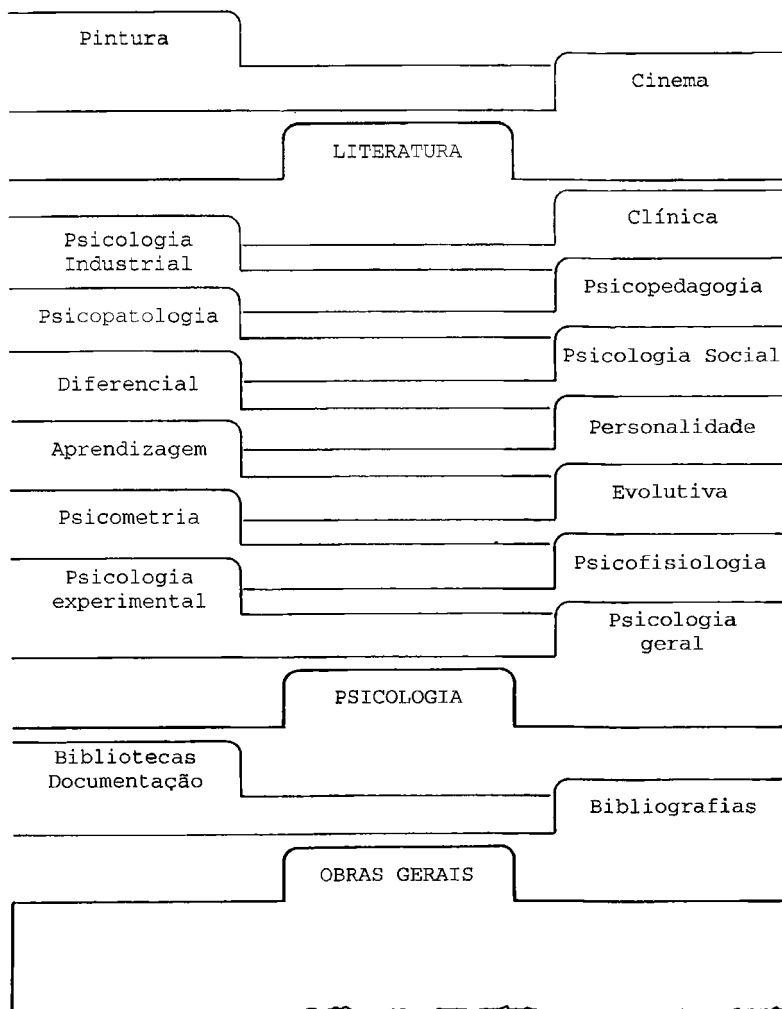 Pintura
Cinema
LITERATURA
Clínica
Psicologia
Industrial
Psicopedagogia
Psicopatologia
Psicologia Social
Diferencial
Personalidade
Aprendizagem
Evolutiva
Psicometria
Psicofisiologia
Psicologia
experimental
Psicologia
geral
PSICOLOGIA
Bibliotecas
Documentação
Bibliografias
OBRAS GERAIS